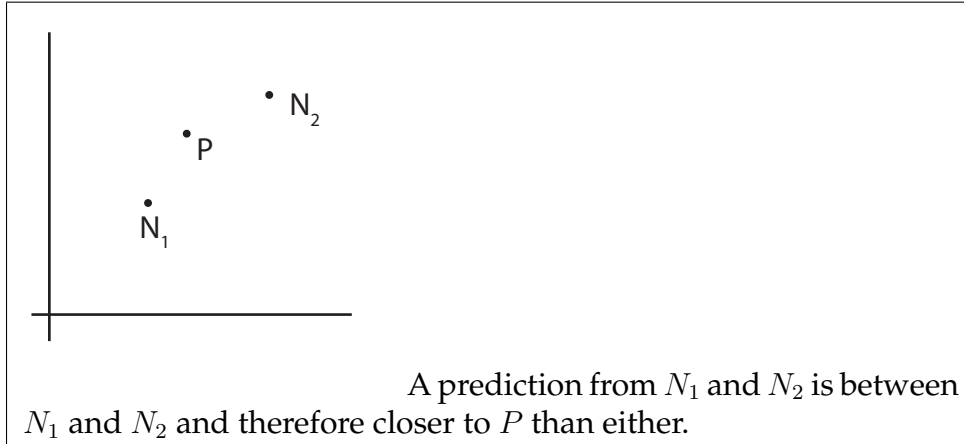 N₂
P
N₁
A prediction from N₁ and N₂ is between
N₁ and N₂ and therefore closer to P than either.